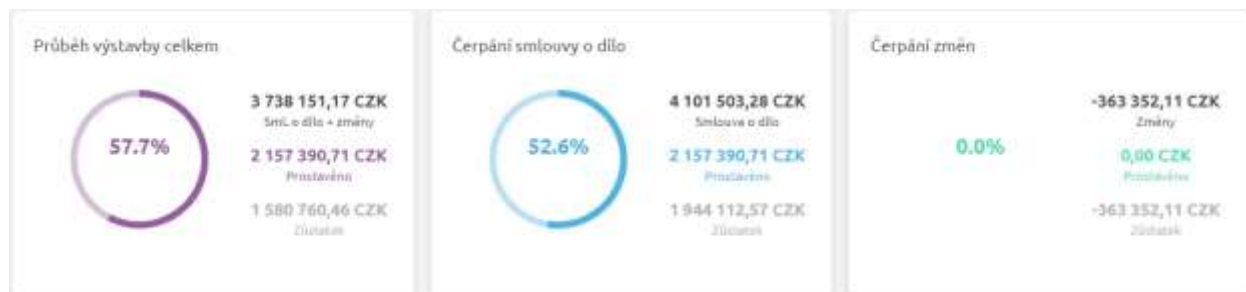 Průběh výstavby celkem
57.7%
3 738 151,17 CZK
Sml. o dílo + změny
2 157 390,71 CZK
Prostavěno
1 580 760,46 CZK
Zůstatek
Čerpání smlouvy o dílo
52.6%
4 101 503,28 CZK
Smlouva o dílo
2 157 390,71 CZK
Prostavěno
1 944 112,57 CZK
Zůstatek
Čerpání změn
0.0%
-363 352,11 CZK
Změny
0,00 CZK
Prostavěno
-363 352,11 CZK
Zůstatek